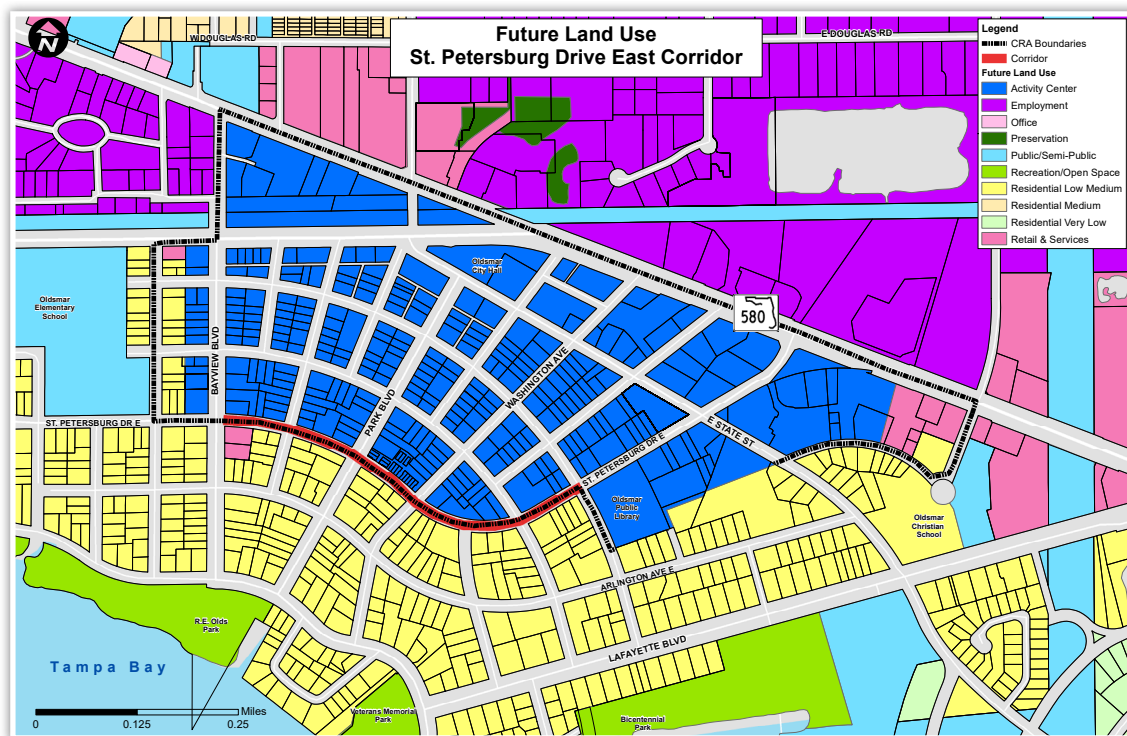 N
W DOUGLAS RD
Future Land Use
St. Petersburg Drive East Corridor
E DOUGLAS RD
Legend
CRA Boundaries
Corridor
Future Land Use
Activity Center
Employment
Office
Preservation
Public/Semi-Public
Recreation/Open Space
Residential Low Medium
Residential Medium
Residential Very Low
Retail & Services
Oldsmar
City Hall
Oldsmar
Elementary
School
580
BAYVIEW BLVD
WASHINGTON AVE
PARK BLVD
ST. PETERSBURG DR E
E STATE ST
ST. PETERSBURG DR E
Oldsmar
Public
Library
Oldsmar
Christian
School
ARLINGTON AVE E
R.E. Olds
Park
LAFAYETTE BLVD
Tampa Bay
Miles
0
0.125
0.25
Veterans Memorial
Park
Bicentennial
Park